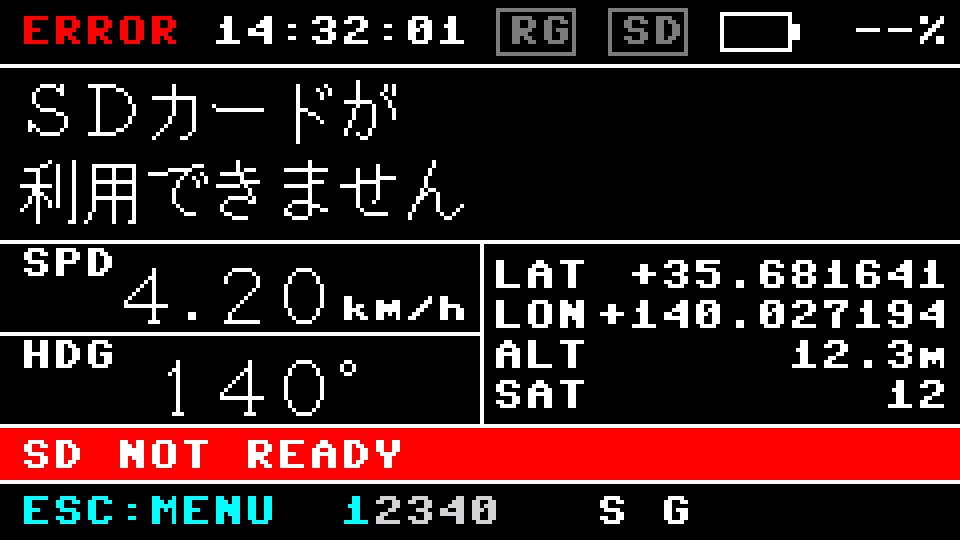 ERROR 14:32:01 RG SD --%
SDカードが
利用できません
SPD 4.20km/h
HDG 140°
LAT +35.681641
LON+140.027194
ALT 12.3m
SAT 12
SD NOT READY
ESC:MENU 12340 S G